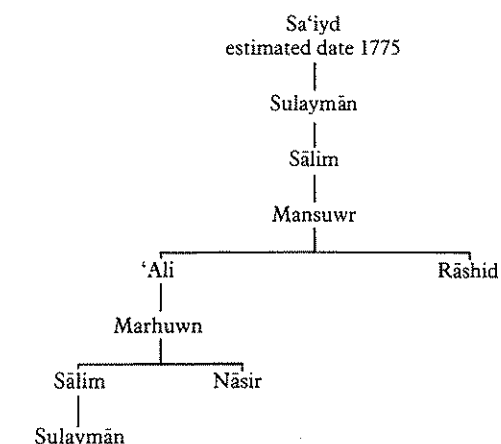 Sa‘iyd
estimated date 1775
Sulaymān
Sālim
Mansuwr
‘Ali
Rāshid
Marhuwn
Sālim
Nāsir
Sulaymān